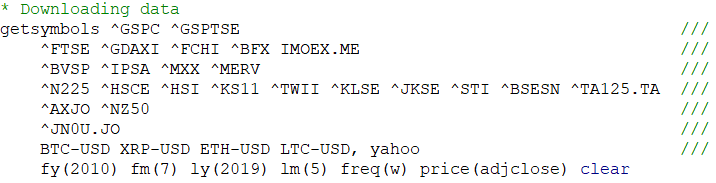 * Downloading data
getsymbols ^GSPC ^GSPTSE ///
^FTSE ^GDAXI ^FCHI ^BFX IMOEX.ME ///
^BVSP ^IPSA ^MXX ^MERV ///
^N225 ^HSCE ^HSI ^KS11 ^TWII ^KLSE ^JKSE ^STI ^BSESN ^TA125.TA ///
^AXJO ^NZ50 ///
^JN0U.JO ///
BTC-USD XRP-USD ETH-USD LTC-USD, yahoo ///
fy(2010) fm(7) ly(2019) lm(5) freq(w) price(adjclose) clear